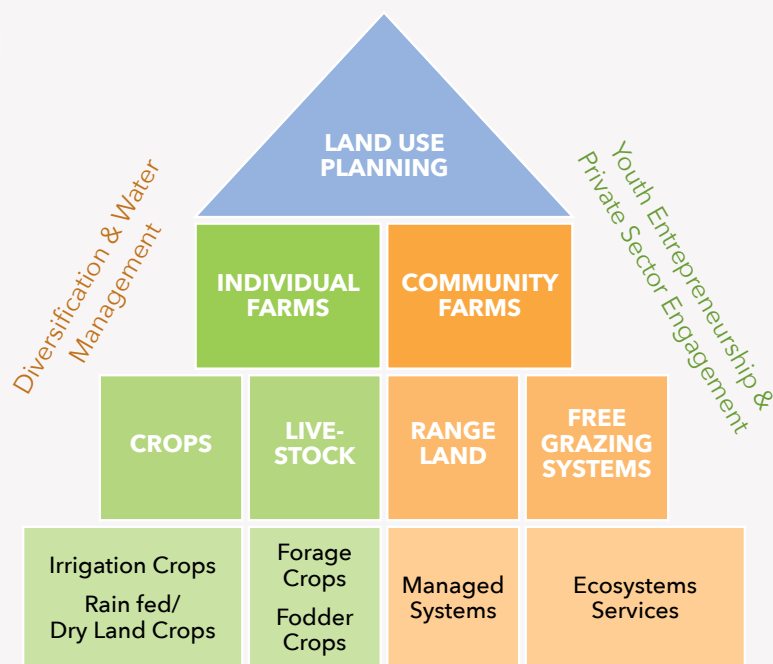 LAND USE
PLANNING
Diversification & Water
Management
Youth Entrepreneurship &
Private Sector Engagement
INDIVIDUAL
FARMS
COMMUNITY
FARMS
CROPS
LIVE-
STOCK
RANGE
LAND
FREE
GRAZING
SYSTEMS
Irrigation Crops
Rain fed/
Dry Land Crops
Forage
Crops
Fodder
Crops
Managed
Systems
Ecosystems
Services